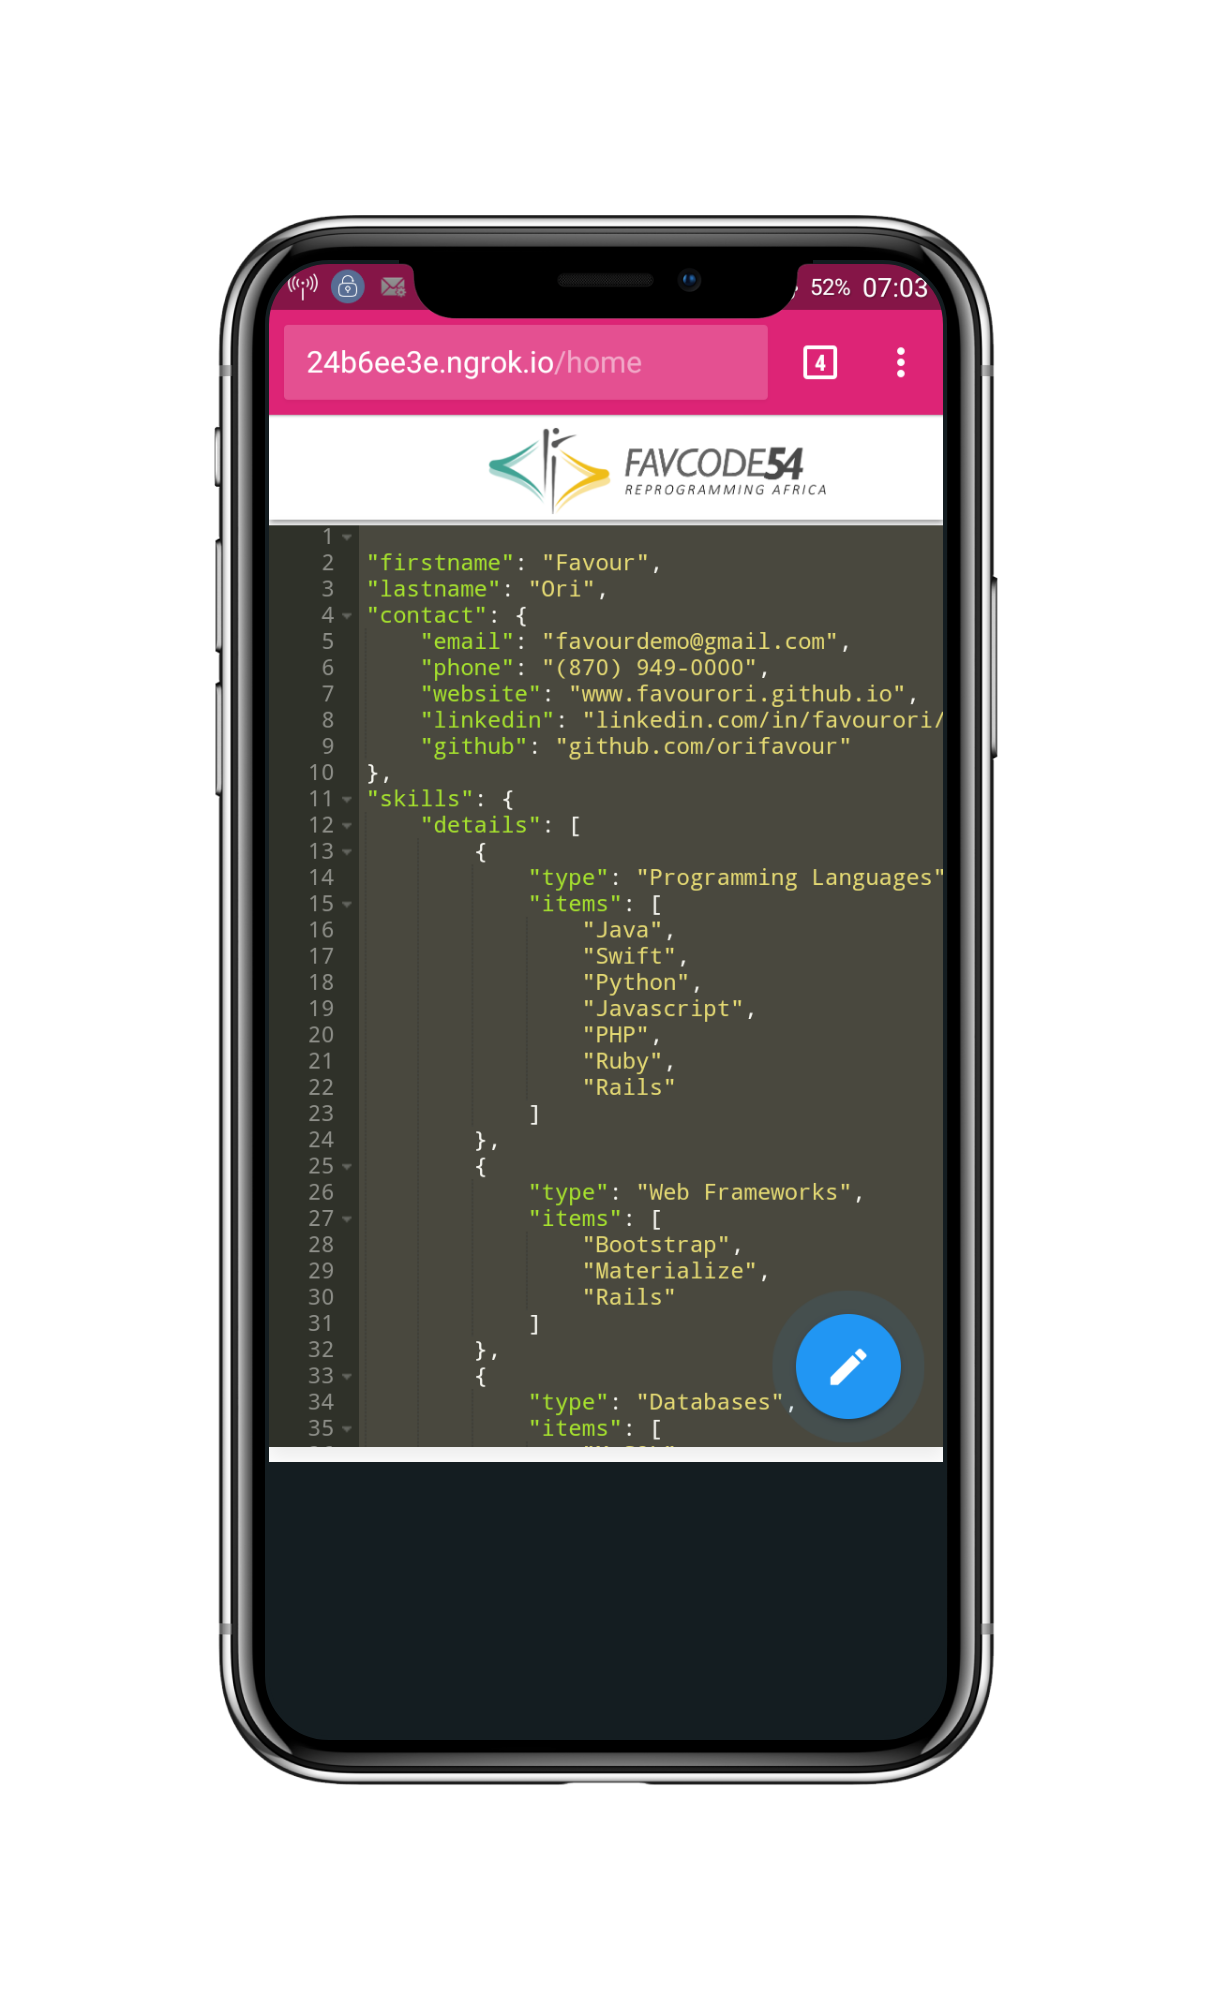 52% 07:03
24b6ee3e.ngrok.io/home 4
FAVCODE54
REPROGRAMMING AFRICA
1
2 "firstname": "Favour",
3 "lastname": "Ori",
4 "contact": {
5 "email": "favourdemo@gmail.com",
6 "phone": "(870) 949-0000",
7 "website": "www.favourori.github.io",
8 "linkedin": "linkedin.com/in/favourori/
9 "github": "github.com/orifavour"
10 },
11 "skills": {
12 "details": [
13 {
14 "type": "Programming Languages"
15 "items": [
16 "Java",
17 "Swift",
18 "Python",
19 "Javascript",
20 "PHP",
21 "Ruby",
22 "Rails"
23 ]
24 },
25 {
26 "type": "Web Frameworks",
27 "items": [
28 "Bootstrap",
29 "Materialize",
30 "Rails"
31 ]
32 },
33 {
34 "type": "Databases",
35 "items": [